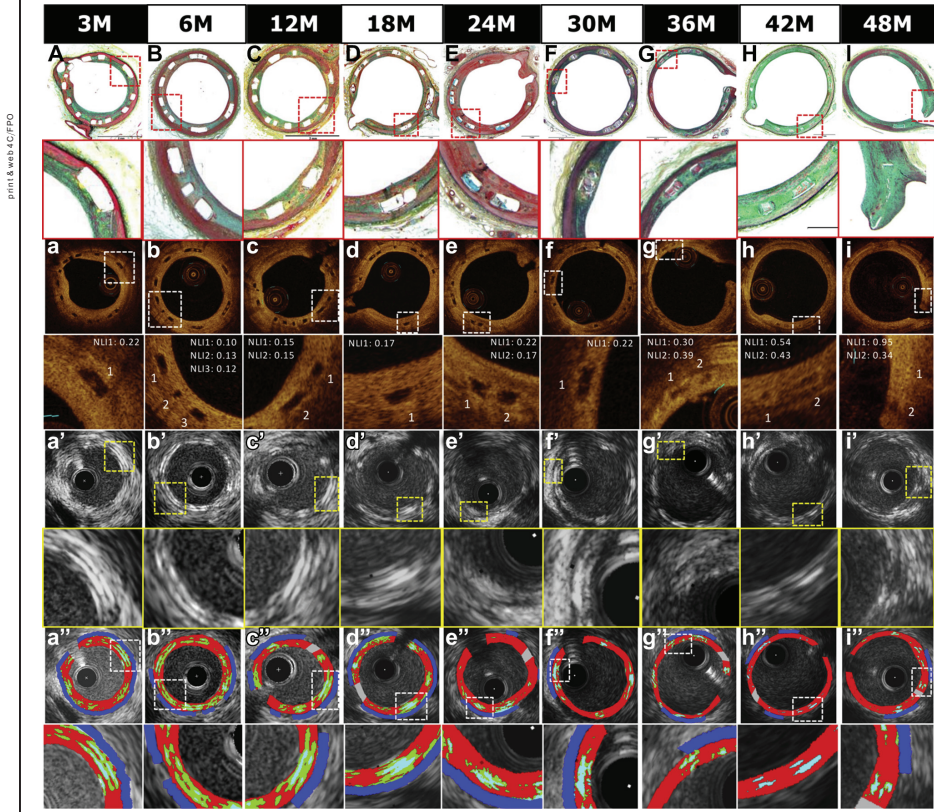 print & web 4C/FPO
3M 6M 12M 18M 24M 30M 36M 42M 48M
A B C D E F G H I
a b c d e f g h i
NLI1: 0.22 NLI1: 0.10 NLI1: 0.15 NLI1: 0.17 NLI1: 0.22 NLI1: 0.22 NLI1: 0.30 NLI1: 0.54 NLI1: 0.95
NLI2: 0.13 NLI2: 0.15 NLI2: 0.17 NLI2: 0.39 NLI2: 0.43 NLI2: 0.34
NLI3: 0.12
1 1 2 3 1 2 1 1 2 1 1 2 1 2 1 2
a’ b’ c’ d’ e’ f’ g’ h’ i’
a’’ b’’ c’’ d’’ e’’ f’’ g’’ h’’ i’’